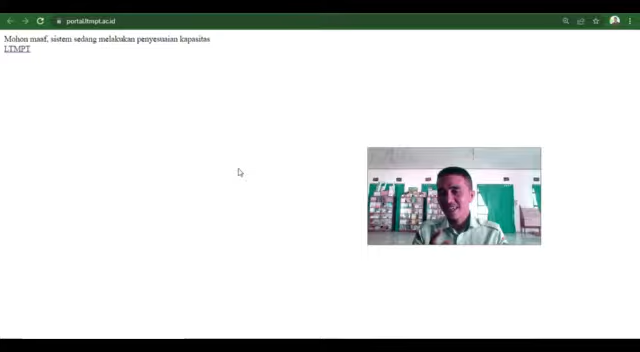 portal.ltmpt.ac.id
Mohon maaf, sistem sedang melakukan penyesuaian kapasitas
LTMPT